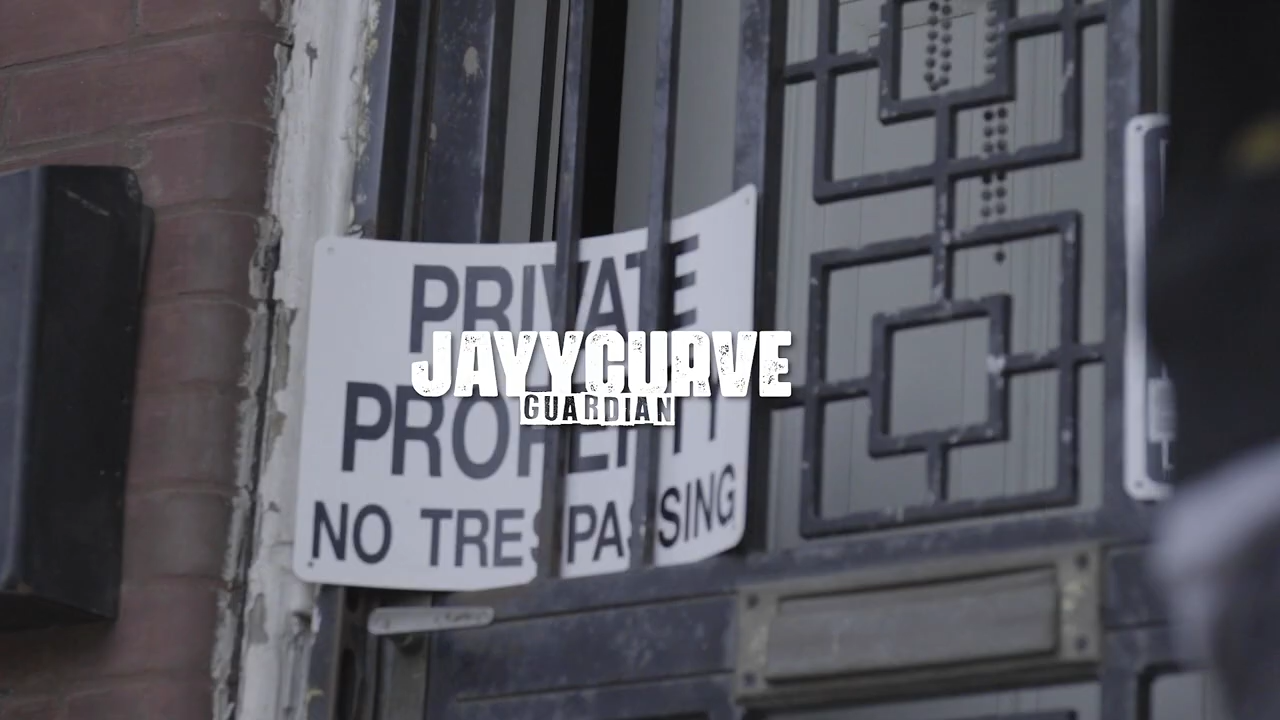 PRIVATE
JAYYCURVE
GUARDIAN
PROPERTY
NO TRESPASSING